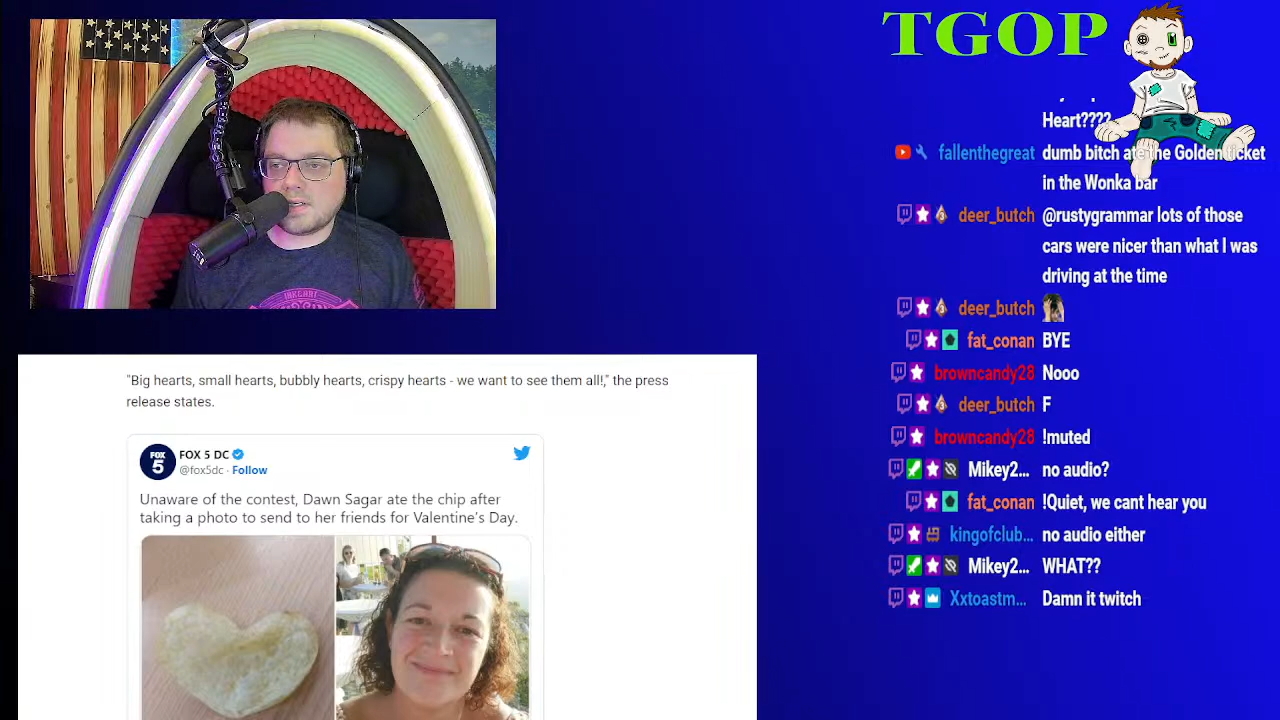 TGOP
Heart????
fallenthegreat dumb bitch ate the Golden ticket
in the Wonka bar
deer_butch @rustygrammar lots of those
cars were nicer than what I was
driving at the time
deer_butch
fat_conan BYE
browncandy28 Nooo
deer_butch F
browncandy28 !muted
Mikey2... no audio?
fat_conan !Quiet, we cant hear you
kingofclub... no audio either
Mikey2... WHAT??
Xxtoastm... Damn it twitch
"Big hearts, small hearts, bubbly hearts, crispy hearts - we want to see them all!," the press
release states.
FOX 5
FOX 5 DC
@fox5dc · Follow
Unaware of the contest, Dawn Sagar ate the chip after
taking a photo to send to her friends for Valentine's Day.